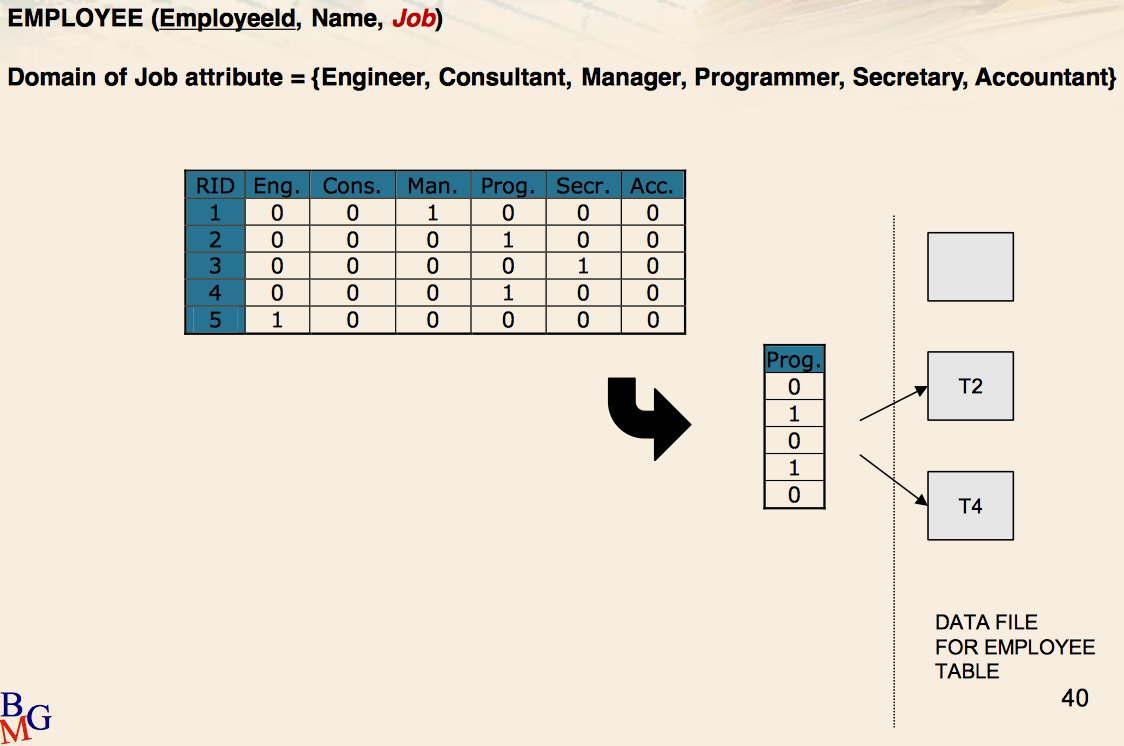 EMPLOYEE (EmployeeId, Name, Job)
Domain of Job attribute = {Engineer, Consultant, Manager, Programmer, Secretary, Accountant}
RID Eng. Cons. Man. Prog. Secr. Acc.
1 0 0 1 0 0 0
2 0 0 0 1 0 0
3 0 0 0 0 1 0
4 0 0 0 1 0 0
5 1 0 0 0 0 0
Prog.
0
1
0
1
0
T2
T4
DATA FILE
FOR EMPLOYEE
TABLE
40
B
M
G